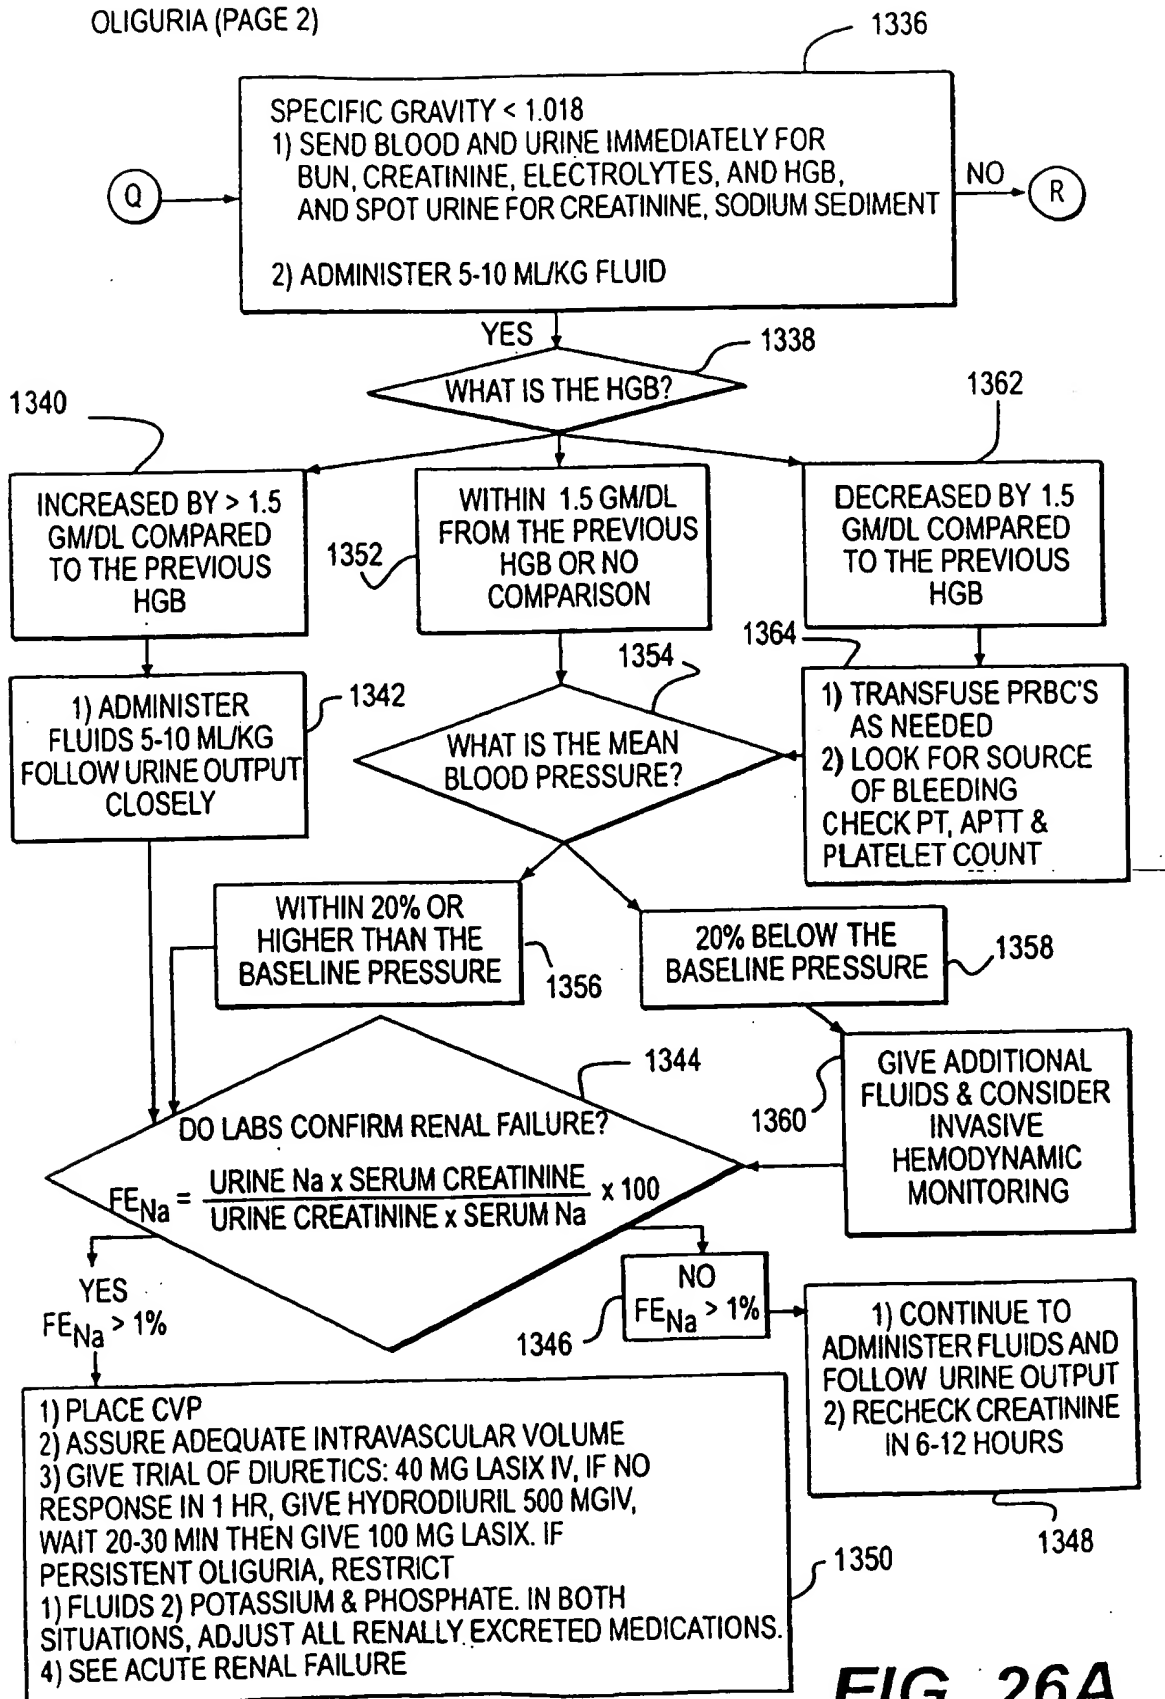 OLIGURIA (PAGE 2)
1336
SPECIFIC GRAVITY < 1.018
1) SEND BLOOD AND URINE IMMEDIATELY FOR
BUN, CREATININE, ELECTROLYTES, AND HGB,
AND SPOT URINE FOR CREATININE, SODIUM SEDIMENT
2) ADMINISTER 5-10 ML/KG FLUID
Q
NO
R
YES
1338
WHAT IS THE HGB?
1340
INCREASED BY > 1.5
GM/DL COMPARED
TO THE PREVIOUS
HGB
1352
WITHIN 1.5 GM/DL
FROM THE PREVIOUS
HGB OR NO
COMPARISON
1362
DECREASED BY 1.5
GM/DL COMPARED
TO THE PREVIOUS
HGB
1342
1) ADMINISTER
FLUIDS 5-10 ML/KG
FOLLOW URINE OUTPUT
CLOSELY
1354
WHAT IS THE MEAN
BLOOD PRESSURE?
1364
1) TRANSFUSE PRBC'S
AS NEEDED
2) LOOK FOR SOURCE
OF BLEEDING
CHECK PT, APTT &
PLATELET COUNT
WITHIN 20% OR
HIGHER THAN THE
BASELINE PRESSURE
1356
20% BELOW THE
BASELINE PRESSURE
1358
1344
DO LABS CONFIRM RENAL FAILURE?
FENa = URINE Na x SERUM CREATININE / URINE CREATININE x SERUM Na x 100
1360
GIVE ADDITIONAL
FLUIDS & CONSIDER
INVASIVE
HEMODYNAMIC
MONITORING
YES
FENa > 1%
1346
NO
FENa > 1%
1) CONTINUE TO
ADMINISTER FLUIDS AND
FOLLOW URINE OUTPUT
2) RECHECK CREATININE
IN 6-12 HOURS
1348
1) PLACE CVP
2) ASSURE ADEQUATE INTRAVASCULAR VOLUME
3) GIVE TRIAL OF DIURETICS: 40 MG LASIX IV, IF NO
RESPONSE IN 1 HR, GIVE HYDRODIURIL 500 MGIV,
WAIT 20-30 MIN THEN GIVE 100 MG LASIX. IF
PERSISTENT OLIGURIA, RESTRICT
1) FLUIDS 2) POTASSIUM & PHOSPHATE. IN BOTH
SITUATIONS, ADJUST ALL RENALLY EXCRETED MEDICATIONS.
4) SEE ACUTE RENAL FAILURE
1350
FIG. 26A